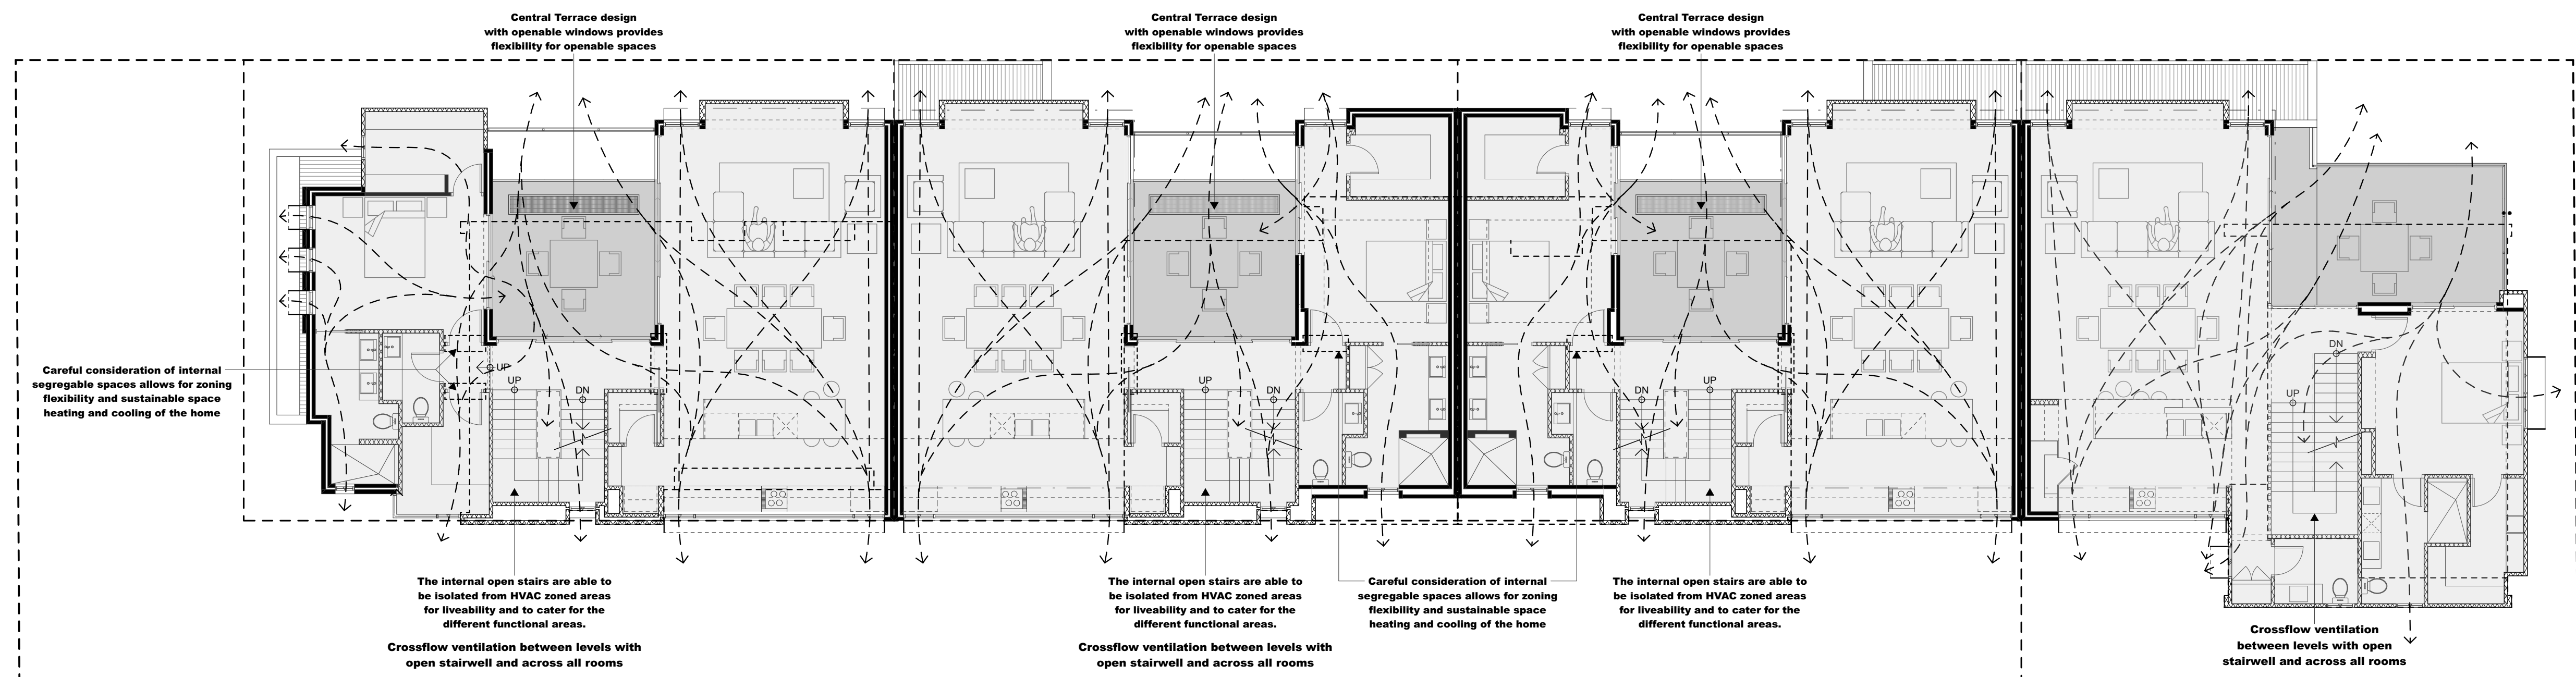 Central Terrace design
with openable windows provides
flexibility for openable spaces
Central Terrace design
with openable windows provides
flexibility for openable spaces
Central Terrace design
with openable windows provides
flexibility for openable spaces
Careful consideration of internal
segregable spaces allows for zoning
flexibility and sustainable space
heating and cooling of the home
UP
UP
DN
UP
DN
DN
UP
DN
UP
The internal open stairs are able to
be isolated from HVAC zoned areas
for liveability and to cater for the
different functional areas.
Crossflow ventilation between levels with
open stairwell and across all rooms
The internal open stairs are able to
be isolated from HVAC zoned areas
for liveability and to cater for the
different functional areas.
Crossflow ventilation between levels with
open stairwell and across all rooms
Careful consideration of internal
segregable spaces allows for zoning
flexibility and sustainable space
heating and cooling of the home
The internal open stairs are able to
be isolated from HVAC zoned areas
for liveability and to cater for the
different functional areas.
Crossflow ventilation
between levels with open
stairwell and across all rooms